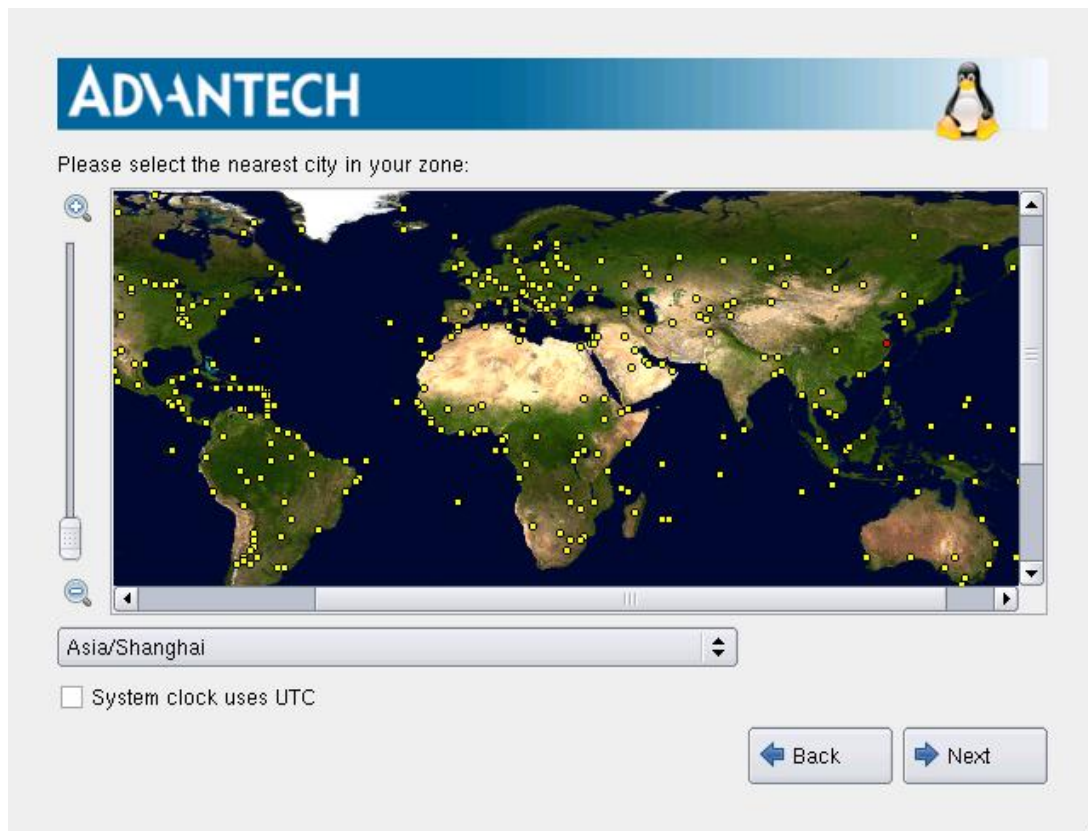 ADVANTECH
Please select the nearest city in your zone:
Asia/Shanghai
System clock uses UTC
Back
Next